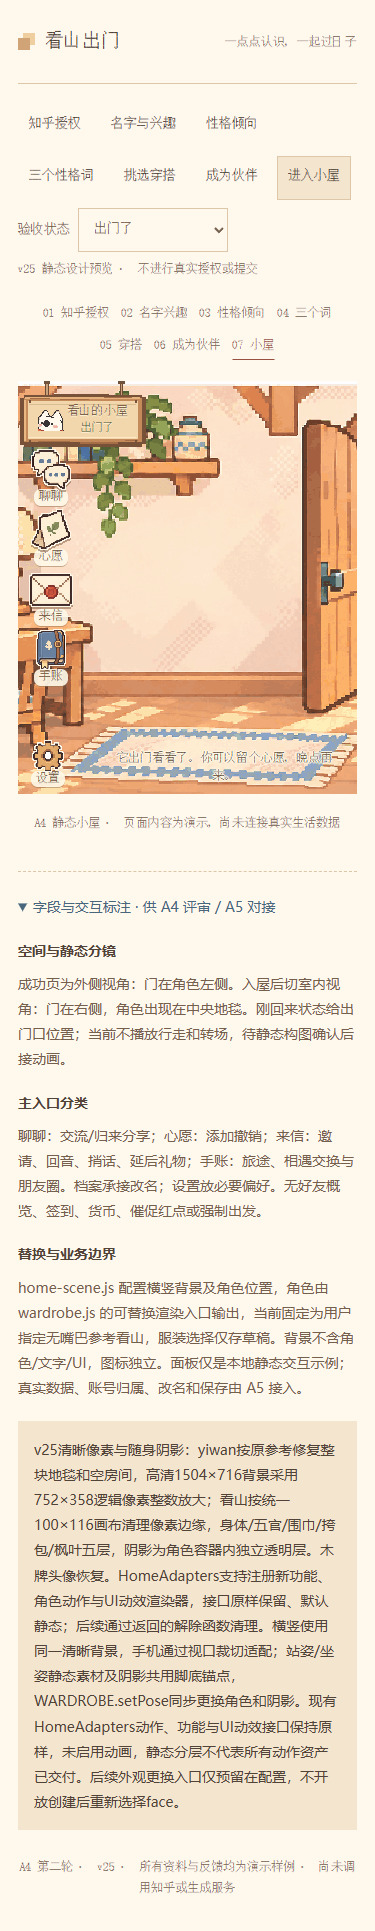 看山出门
一点点认识，一起过日子
知乎授权 名字与兴趣 性格倾向
三个性格词 挑选穿搭 成为伙伴 进入小屋
验收状态 出门了
v25 静态设计预览 · 不进行真实授权或提交
01 知乎授权 02 名字兴趣 03 性格倾向 04 三个词
05 穿搭 06 成为伙伴 07 小屋
看山的小屋
出门了
聊聊
心愿
来信
手账
设置
它出门看看了。你可以留个心愿，晚点再
来。
A4 静态小屋 · 页面内容为演示，尚未连接真实生活数据
▼ 字段与交互标注 · 供 A4 评审 / A5 对接
空间与静态分镜
成功页为外侧视角：门在角色左侧。入屋后切室内视
角：门在右侧，角色出现在中央地毯。刚回来状态给出
门口位置；当前不播放行走和转场，待静态构图确认后
接动画。
主入口分类
聊聊：交流/归来分享；心愿：添加撤销；来信：邀
请、回音、捎话、延后礼物；手账：旅途、相遇交换与
朋友圈。档案承接改名；设置放必要偏好。无好友概
览、签到、货币、催促红点或强制出发。
替换与业务边界
home-scene.js 配置横竖背景及角色位置，角色由
wardrobe.js 的可替换渲染入口输出，当前固定为用户
指定无嘴巴参考看山，服装选择仅存草稿。背景不含角
色/文字/UI，图标独立。面板仅是本地静态交互示例；
真实数据、账号归属、改名和保存由 A5 接入。
v25清晰像素与随身阴影：yiwan按原参考修复整
块地毯和空房间，高清1504×716背景采用
752×358逻辑像素整数放大；看山按统一
100×116画布清理像素边缘，身体/五官/围巾/挎
包/枫叶五层，阴影为角色容器内独立透明层。木
牌头像恢复。HomeAdapters支持注册新功能、
角色动作与UI动效渲染器，接口原样保留、默认
静态；后续通过返回的解除函数清理。横竖使用
同一清晰背景，手机通过视口裁切适配；站姿/坐
姿静态素材及阴影共用脚底锚点，
WARDROBE.setPose同步更换角色和阴影。现有
HomeAdapters动作、功能与UI动效接口保持原
样，未启用动画，静态分层不代表所有动作资产
已交付。后续外观更换入口仅预留在配置，不开
放创建后重新选择face。
A4 第二轮 · v25 · 所有资料与反馈均为演示样例 · 尚未调
用知乎或生成服务